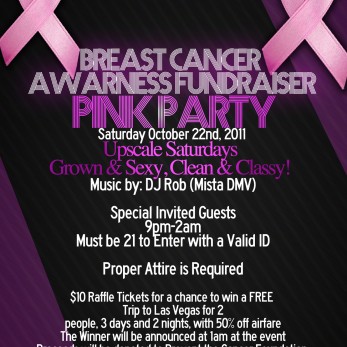 BREAST CANCER
AWARNESS FUNDRAISER
PINK PARTY
Saturday October 22nd, 2011
Upscale Saturdays
Grown & Sexy, Clean & Classy!
Music by: DJ Rob (Mista DMV)
Special Invited Guests
9pm-2am
Must be 21 to Enter with a Valid ID
Proper Attire is Required
$10 Raffle Tickets for a chance to win a FREE
Trip to Las Vegas for 2
people, 3 days and 2 nights, with 50% off airfare
The Winner will be announced at 1am at the event